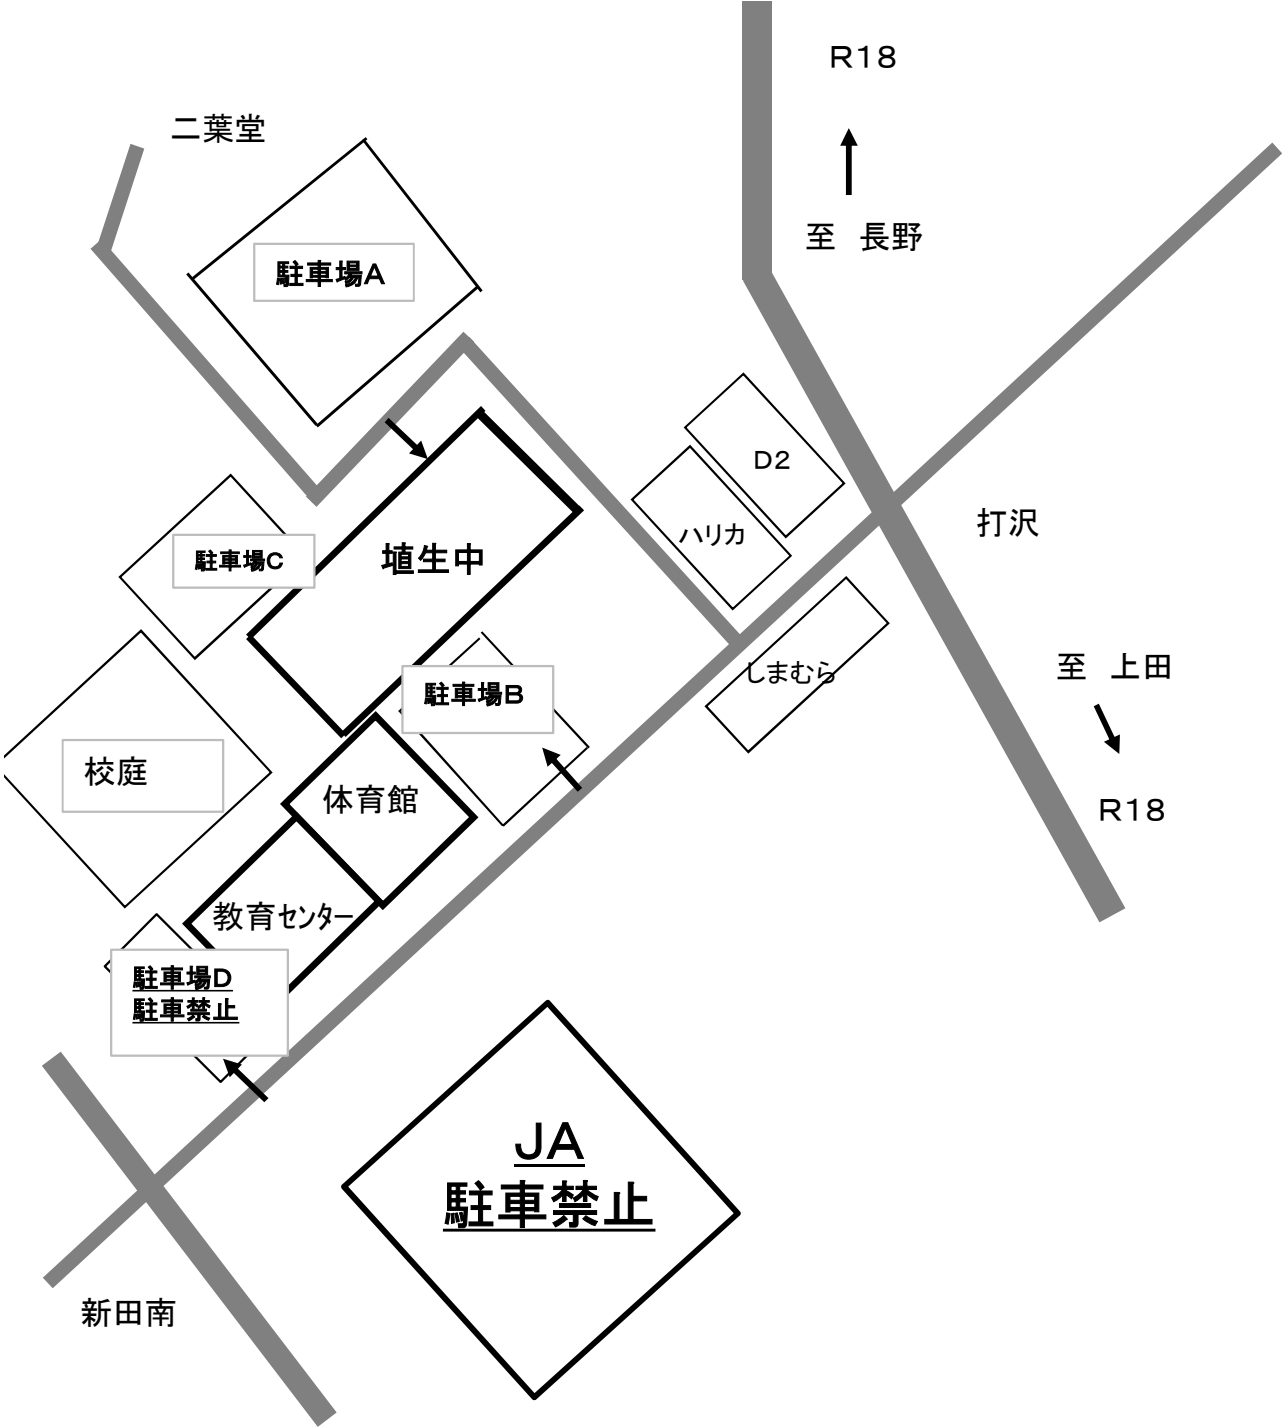 R18
二葉堂
至　長野
駐車場A
D2
打沢
ハリカ
埴生中
駐車場C
至　上田
しまむら
駐車場B
校庭
体育館
R18
教育センター
駐車場D
駐車禁止
JA
駐車禁止
新田南